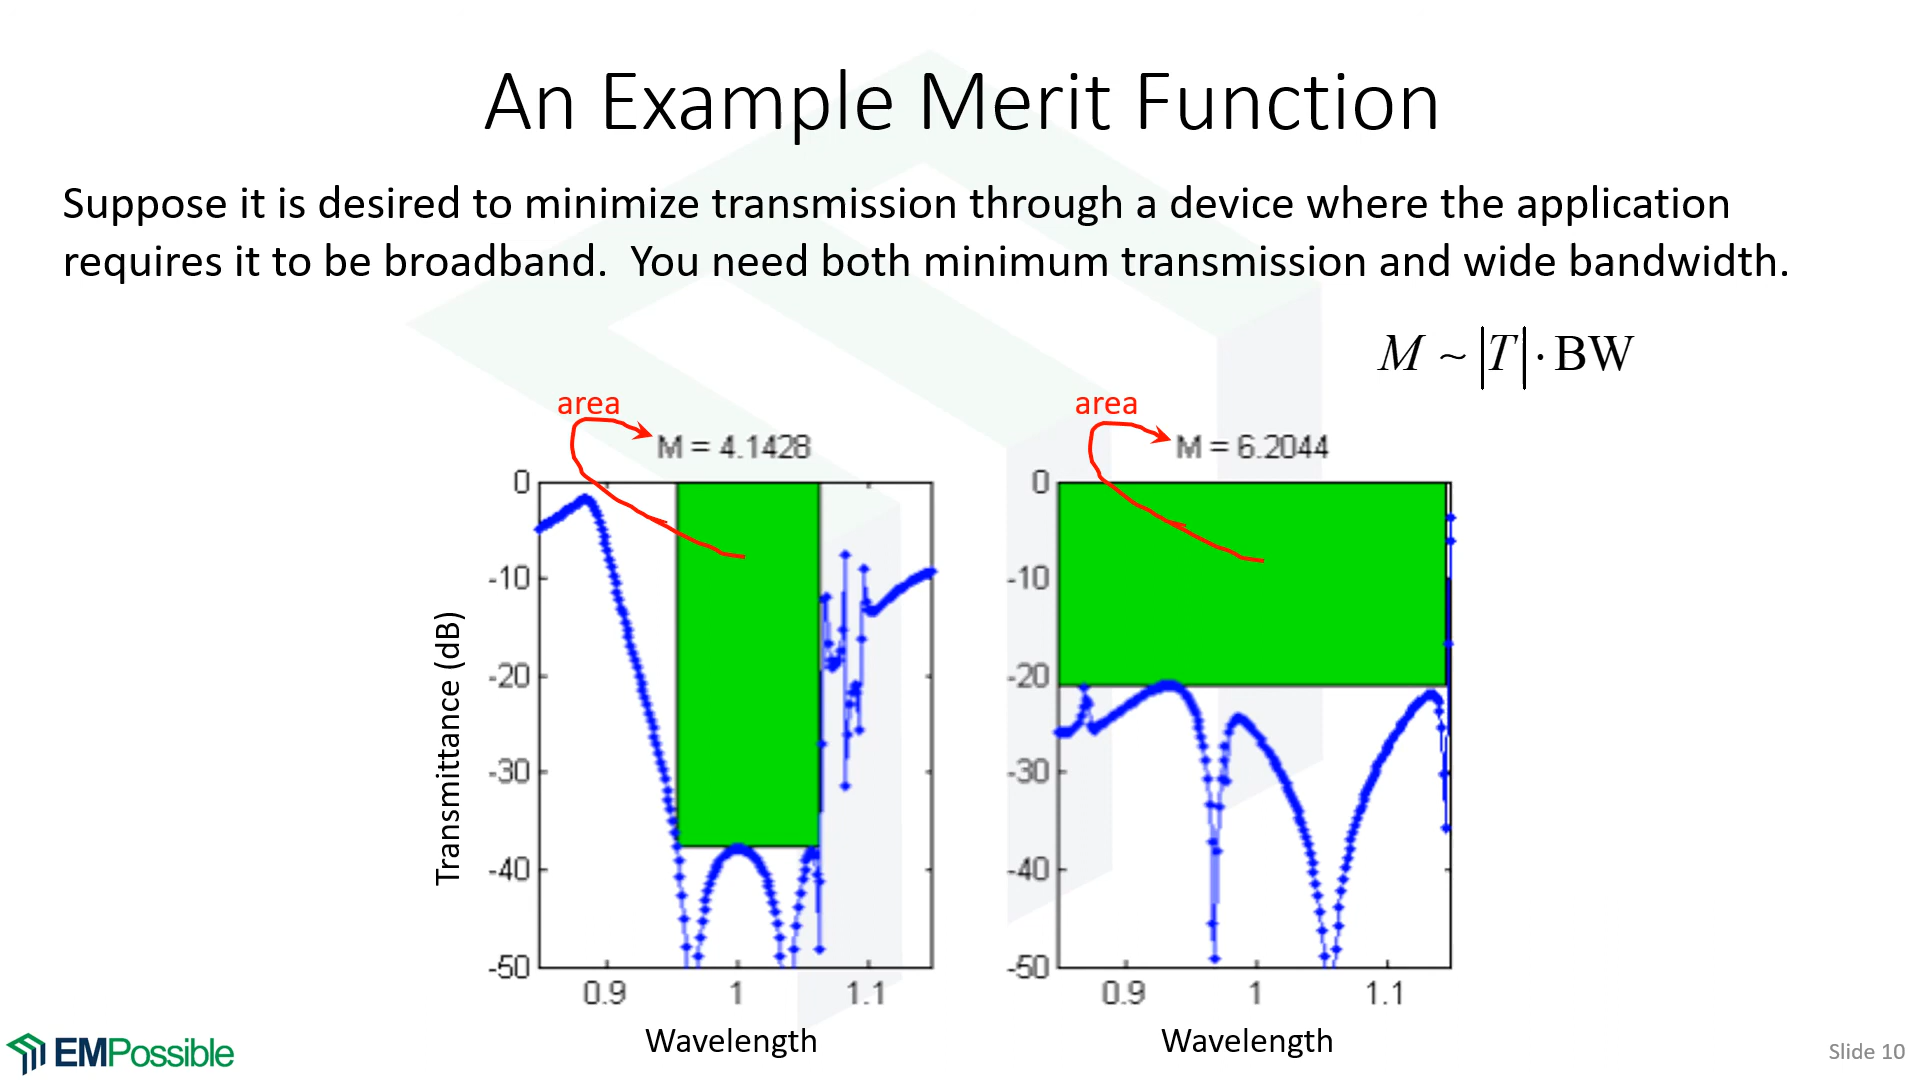 An Example Merit Function
Suppose it is desired to minimize transmission through a device where the application
requires it to be broadband.  You need both minimum transmission and wide bandwidth.
M ~ |T| · BW
area
M = 4.1428
0
-10
-20
-30
-40
-50
0.9 1 1.1
Transmittance (dB)
Wavelength
area
M = 6.2044
0
-10
-20
-30
-40
-50
0.9 1 1.1
Wavelength
EMPossible
Slide 10